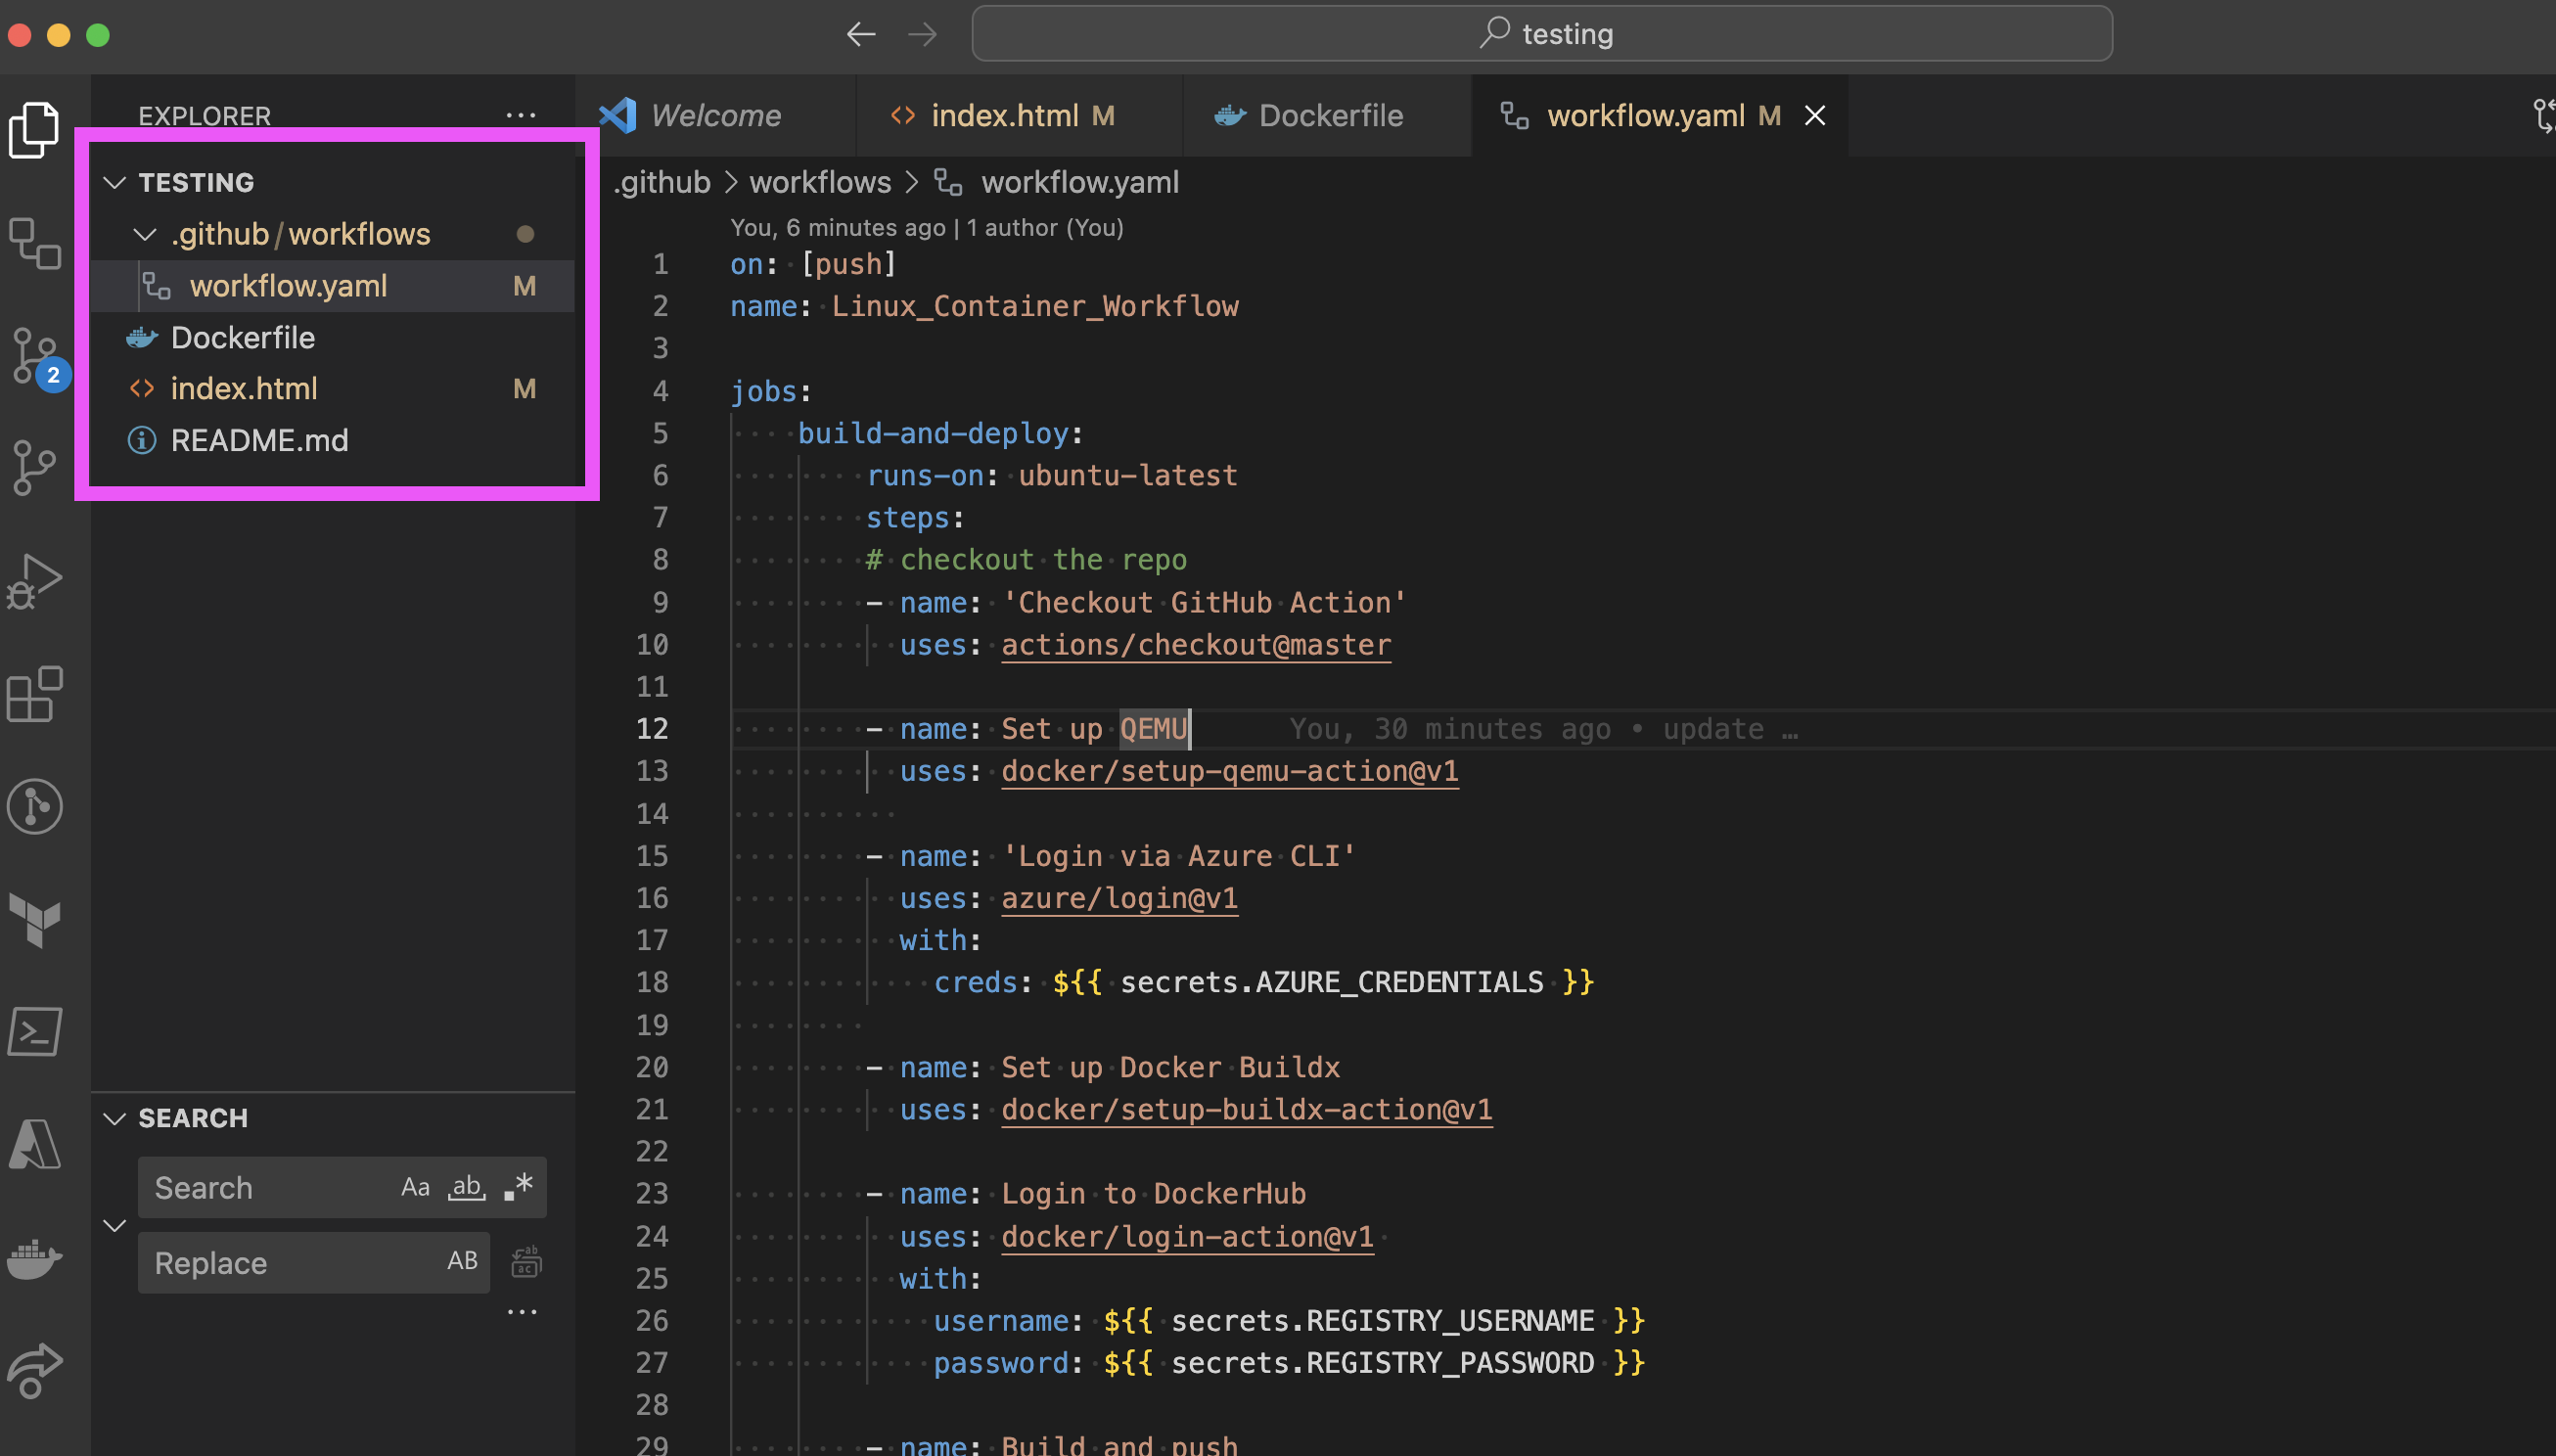 testing
EXPLORER
TESTING
.github/workflows
workflow.yaml M
Dockerfile
index.html M
README.md
2
SEARCH
Search Aa ab .*
Replace AB
ab ac
Welcome
index.html M
Dockerfile
workflow.yaml M
.github > workflows > workflow.yaml
You, 6 minutes ago | 1 author (You)
1 on: [push]
2 name: Linux_Container_Workflow
3
4 jobs:
5 build-and-deploy:
6 runs-on: ubuntu-latest
7 steps:
8 # checkout the repo
9 - name: 'Checkout GitHub Action'
10 uses: actions/checkout@master
11
12 - name: Set up QEMU You, 30 minutes ago • update …
13 uses: docker/setup-qemu-action@v1
14
15 - name: 'Login via Azure CLI'
16 uses: azure/login@v1
17 with:
18 creds: ${{ secrets.AZURE_CREDENTIALS }}
19
20 - name: Set up Docker Buildx
21 uses: docker/setup-buildx-action@v1
22
23 - name: Login to DockerHub
24 uses: docker/login-action@v1
25 with:
26 username: ${{ secrets.REGISTRY_USERNAME }}
27 password: ${{ secrets.REGISTRY_PASSWORD }}
28
29 - name: Build and push